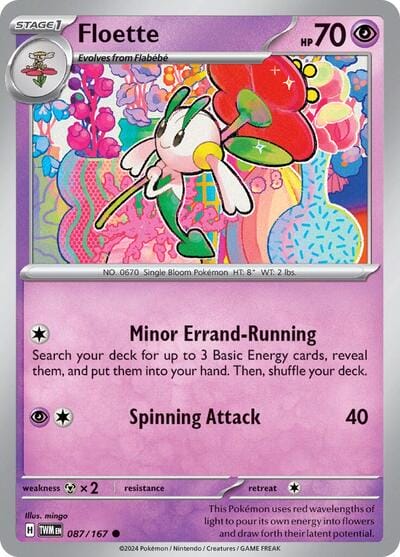 STAGE1
Floette
HP70
Evolves from Flabébé
NO. 0670 Single Bloom Pokémon HT: 8" WT: 2 lbs.
Minor Errand-Running
Search your deck for up to 3 Basic Energy cards, reveal
them, and put them into your hand. Then, shuffle your deck.
Spinning Attack 40
weakness ×2 resistance retreat
Illus. mingo
H TWM EN 087/167
This Pokémon uses red wavelengths of
light to pour its own energy into flowers
and draw forth their latent potential.
©2024 Pokémon / Nintendo / Creatures / GAME FREAK